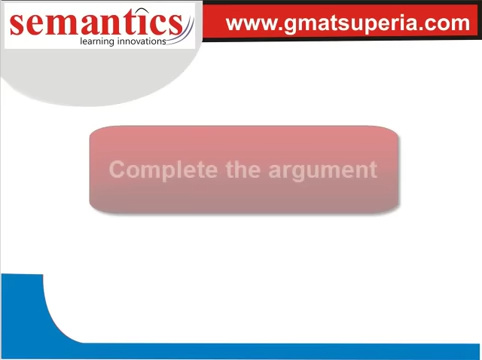 semantics
learning innovations
www.gmatsuperia.com
Complete the argument